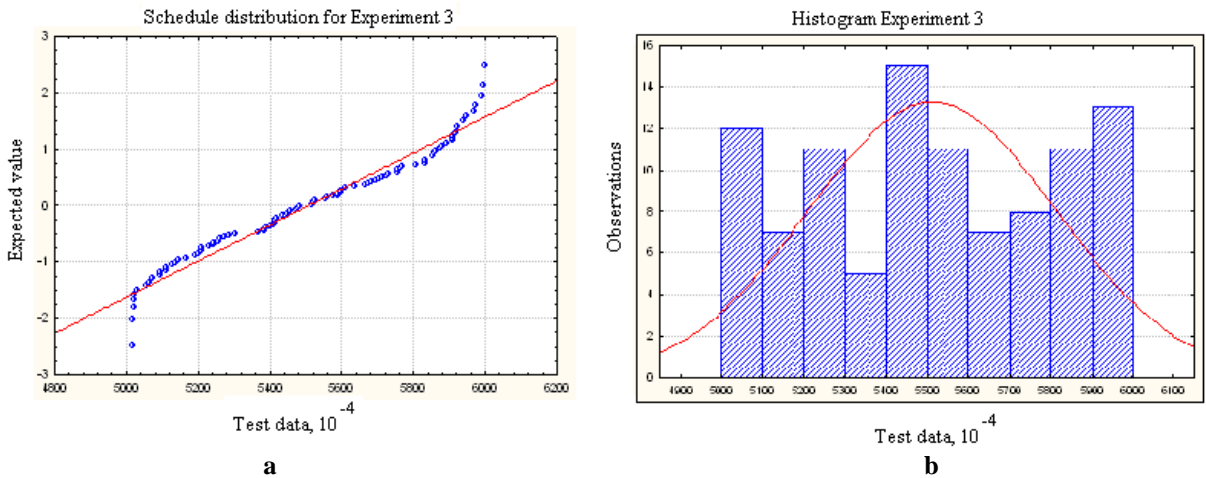 Schedule distribution for Experiment 3
Expected value
3
2
1
0
-1
-2
-3
4800 5000 5200 5400 5600 5800 6000 6200
Test data, 10^-4
a
Histogram Experiment 3
Observations
16
14
12
10
8
6
4
2
0
4900 5000 5100 5200 5300 5400 5500 5600 5700 5800 5900 6000 6100
Test data, 10^-4
b